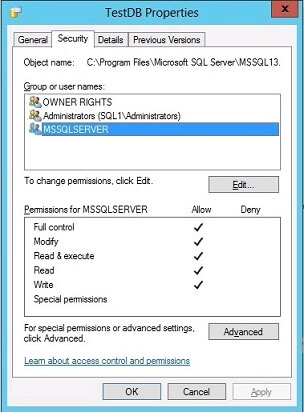 TestDB Properties
x
General Security Details Previous Versions
Object name: C:\Program Files\Microsoft SQL Server\MSSQL13.
Group or user names:
OWNER RIGHTS
Administrators (SQL1\Administrators)
MSSQLSERVER
To change permissions, click Edit.
Edit...
Permissions for MSSQLSERVER Allow Deny
Full control
Modify
Read & execute
Read
Write
Special permissions
For special permissions or advanced settings,
click Advanced.
Advanced
Learn about access control and permissions
OK Cancel Apply